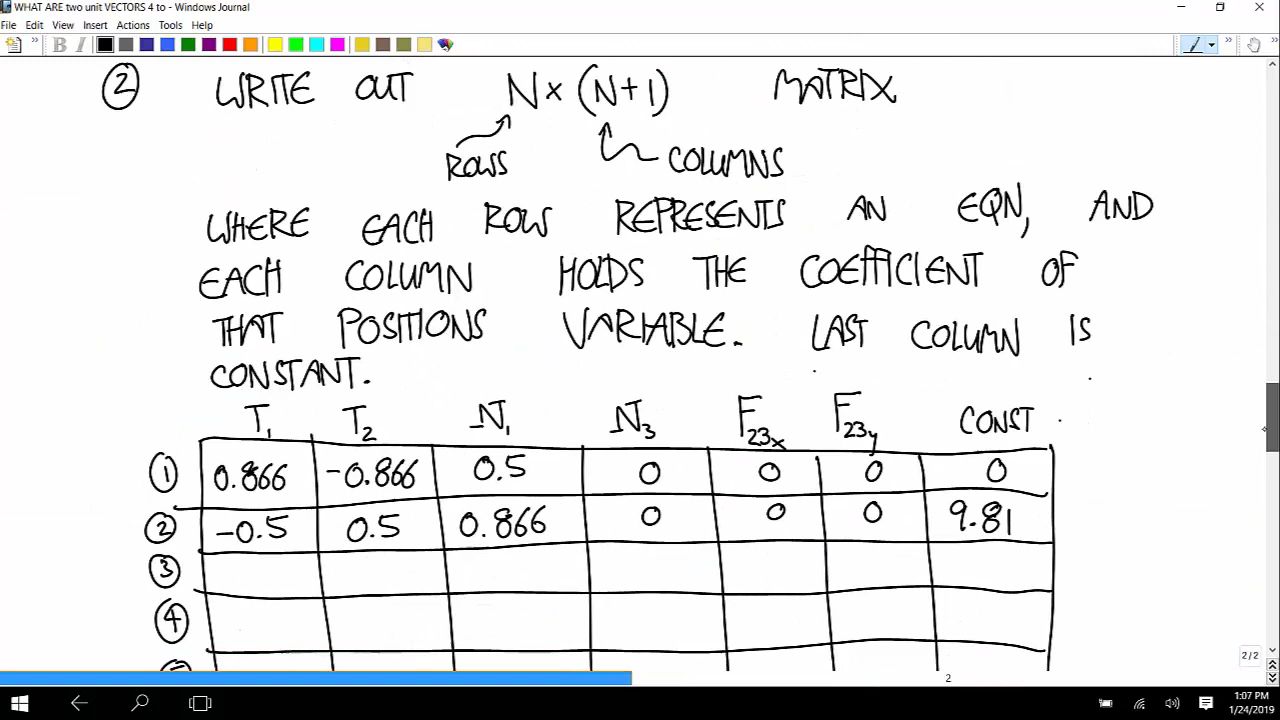 WHAT ARE two unit VECTORS 4 to - Windows Journal
File Edit View Insert Actions Tools Help
B I
② WRITE OUT N × (N+1) MATRIX
ROWS COLUMNS
WHERE EACH ROW REPRESENTS AN EQN, AND
EACH COLUMN HOLDS THE COEFFICIENT OF
THAT POSITIONS VARIABLE. LAST COLUMN IS
CONSTANT.
T₁ T₂ N₁ N₃ F₂₃ₓ F₂₃y CONST
① 0.866 -0.866 0.5 0 0 0 0
② -0.5 0.5 0.866 0 0 0 9.81
③
④
2/2
2
1:07 PM
1/24/2019